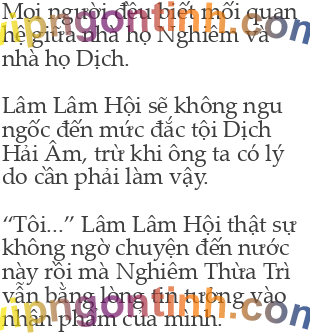 Mọi người đều biết mối quan
hệ giữa nhà họ Nghiêm và
nhà họ Dịch.
Lâm Lâm Hội sẽ không ngu
ngốc đến mức đắc tội Dịch
Hải Âm, trừ khi ông ta có lý
do cần phải làm vậy.
“Tôi...” Lâm Lâm Hội thật sự
không ngờ chuyện đến nước
này rồi mà Nghiêm Thừa Trì
vẫn bằng lòng tin tưởng vào
nhân phẩm của mình.
vipngontinh.com
vipngontinh.com